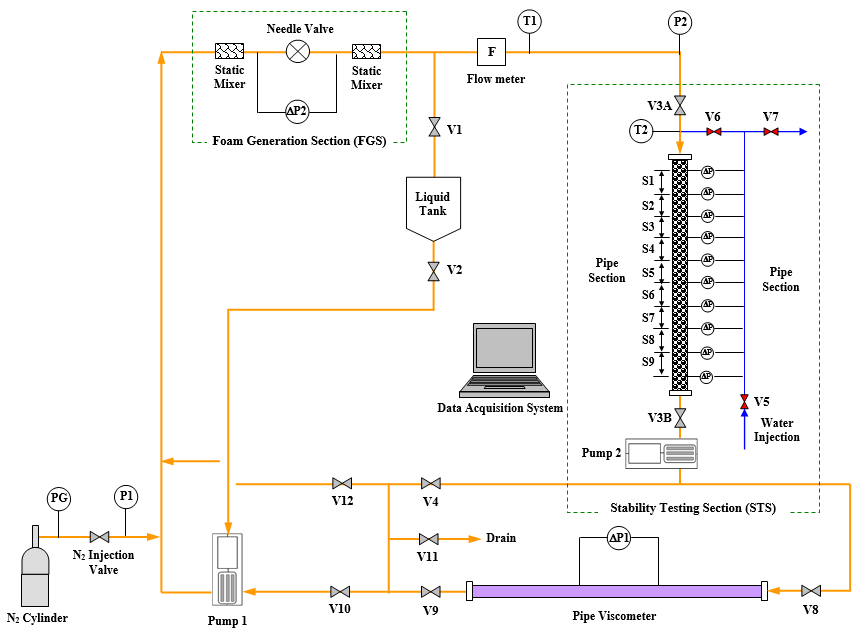 T1
P2
Needle Valve
F
Static
Mixer
Static
Mixer
Flow meter
ΔP2
Foam Generation Section (FGS)
V1
V3A
V6
V7
T2
Liquid
Tank
V2
S1
S2
S3
S4
S5
S6
S7
S8
S9
ΔP
ΔP
ΔP
ΔP
ΔP
ΔP
ΔP
ΔP
ΔP
ΔP
Pipe
Section
Pipe
Section
Data Acquisition System
V5
V3B
Water
Injection
Pump 2
Stability Testing Section (STS)
PG
P1
V12
V4
N2 Injection
Valve
V11
Drain
ΔP1
N2 Cylinder
Pump 1
V10
V9
Pipe Viscometer
V8